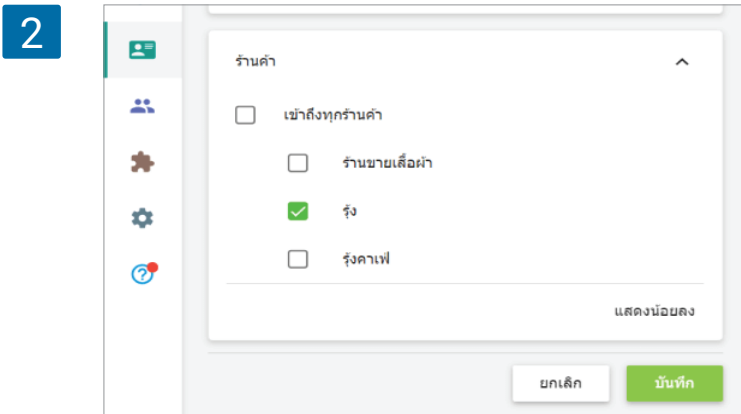 2
ร้านค้า
เข้าถึงทุกร้านค้า
ร้านขายเสื้อผ้า
รุ้ง
รุ้งคาเฟ่
แสดงน้อยลง
ยกเลิก
บันทึก